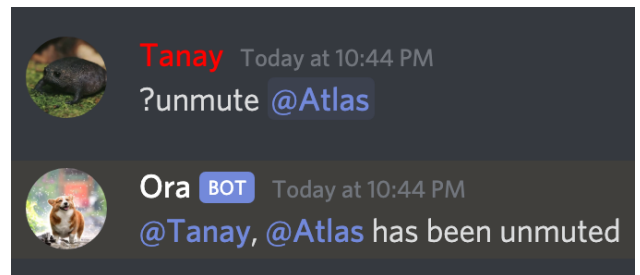 Tanay Today at 10:44 PM
?unmute @Atlas
Ora BOT Today at 10:44 PM
@Tanay, @Atlas has been unmuted